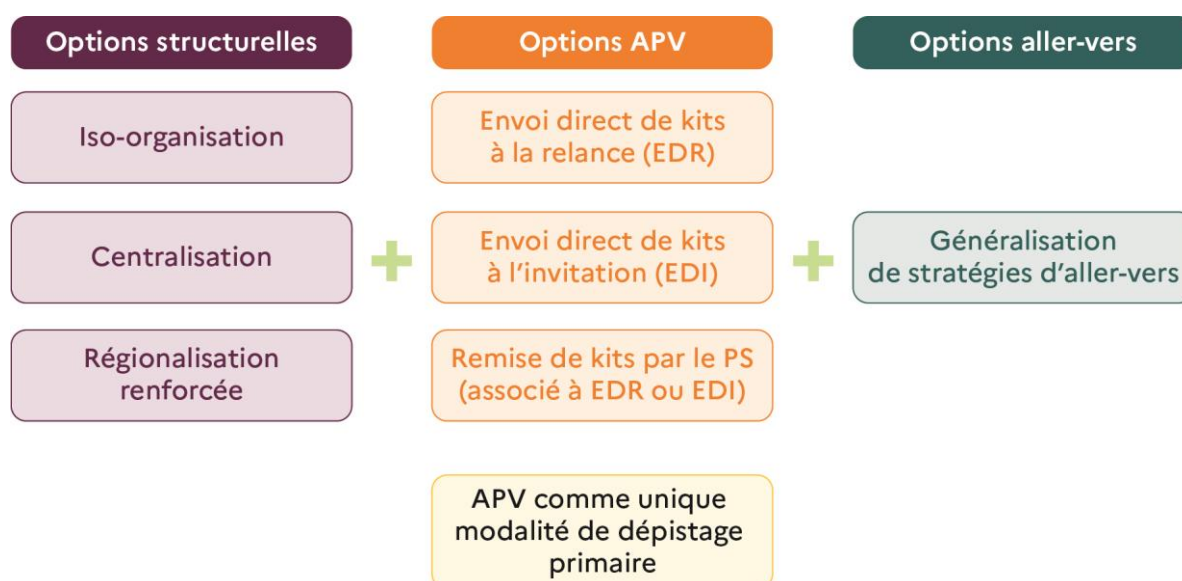 Options structurelles
Iso-organisation
Centralisation
Régionalisation
renforcée
Options APV
Envoi direct de kits
à la relance (EDR)
Envoi direct de kits
à l’invitation (EDI)
Remise de kits par le PS
(associé à EDR ou EDI)
APV comme unique
modalité de dépistage
primaire
Options aller-vers
Généralisation
de stratégies d’aller-vers